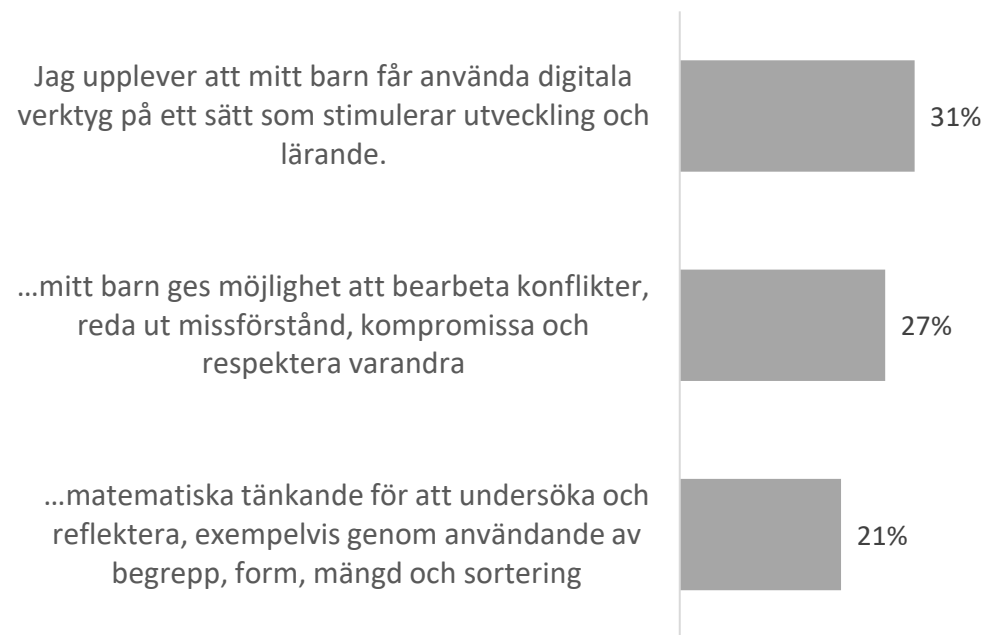 Jag upplever att mitt barn får använda digitala
verktyg på ett sätt som stimulerar utveckling och
lärande.
31%
…mitt barn ges möjlighet att bearbeta konflikter,
reda ut missförstånd, kompromissa och
respektera varandra
27%
…matematiska tänkande för att undersöka och
reflektera, exempelvis genom användande av
begrepp, form, mängd och sortering
21%